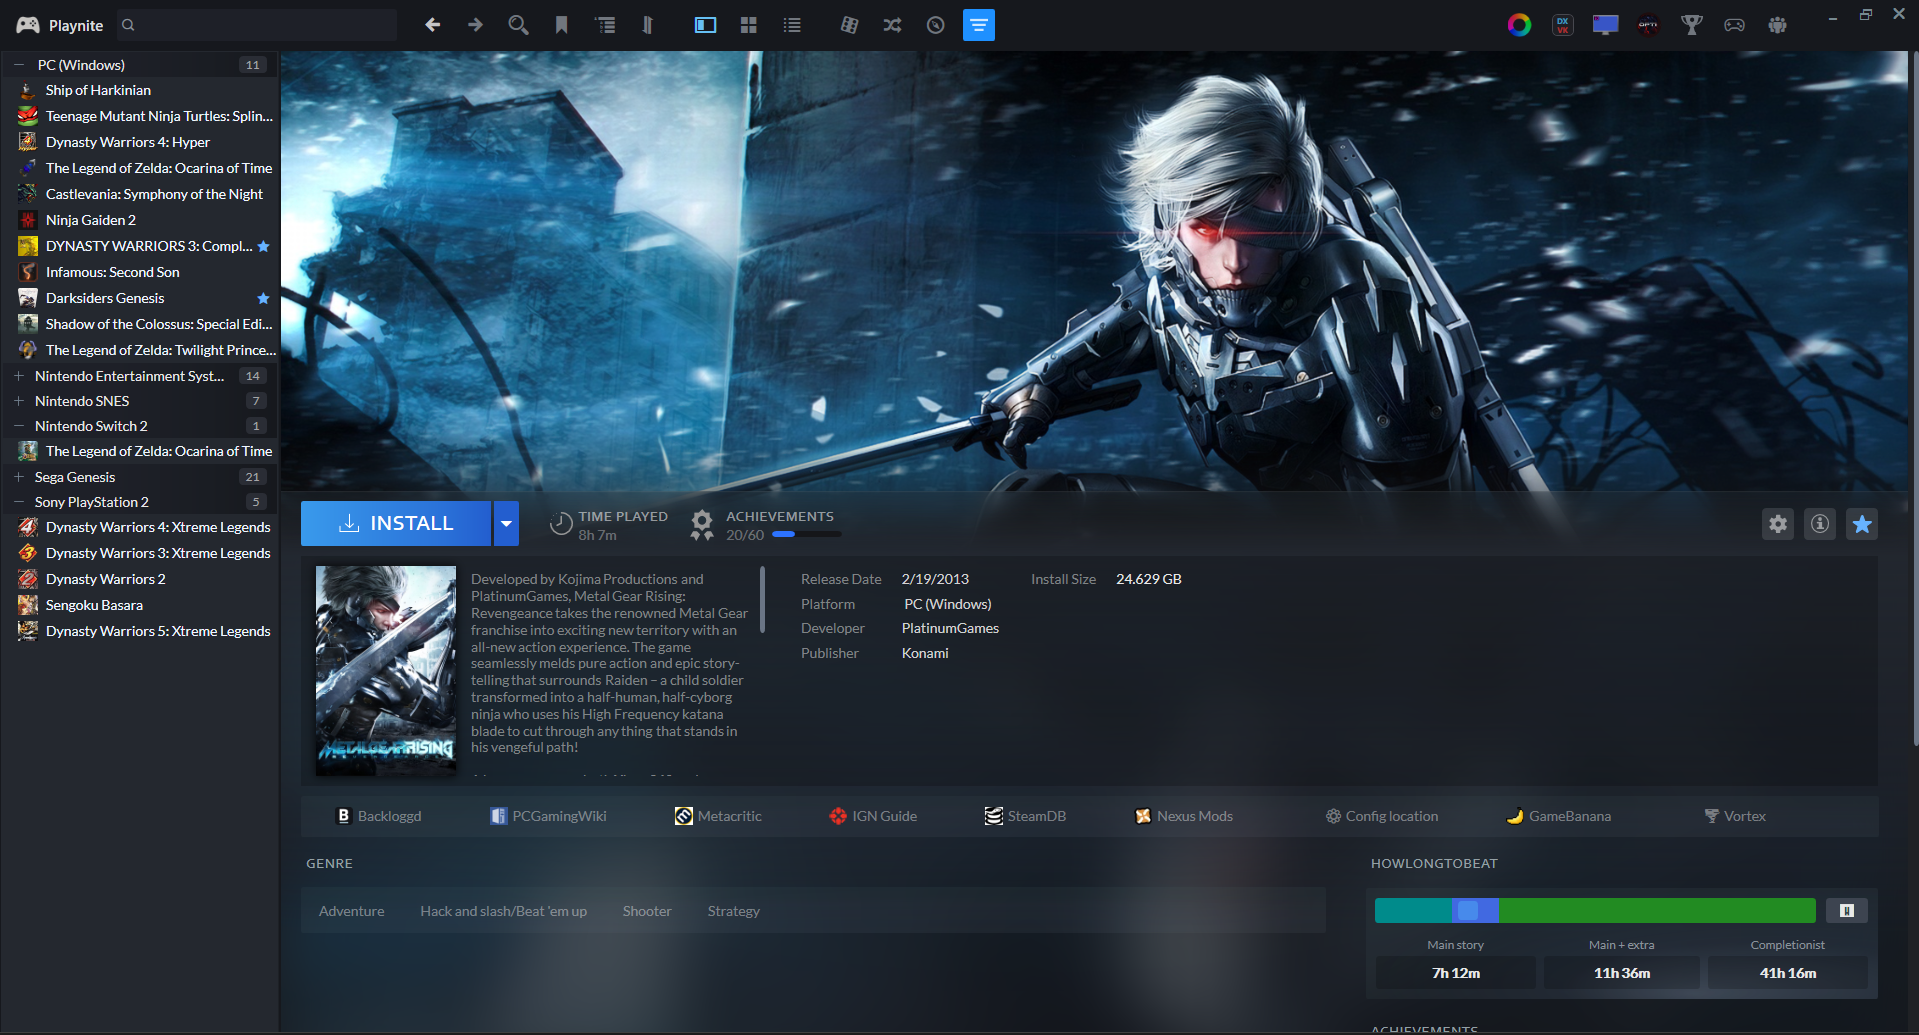 Playnite
PC (Windows) 11
Ship of Harkinian
Teenage Mutant Ninja Turtles: Splin...
Dynasty Warriors 4: Hyper
The Legend of Zelda: Ocarina of Time
Castlevania: Symphony of the Night
Ninja Gaiden 2
DYNASTY WARRIORS 3: Compl...
Infamous: Second Son
Darksiders Genesis
Shadow of the Colossus: Special Edi...
The Legend of Zelda: Twilight Prince...
Nintendo Entertainment Syst... 14
Nintendo SNES 7
Nintendo Switch 2 1
The Legend of Zelda: Ocarina of Time
Sega Genesis 21
Sony PlayStation 2 5
Dynasty Warriors 4: Xtreme Legends
Dynasty Warriors 3: Xtreme Legends
Dynasty Warriors 2
Sengoku Basara
Dynasty Warriors 5: Xtreme Legends
DX
VK
OPTI
INSTALL
TIME PLAYED
8h 7m
ACHIEVEMENTS
20/60
METAL GEAR RISING
Developed by Kojima Productions and
PlatinumGames, Metal Gear Rising:
Revengeance takes the renowned Metal Gear
franchise into exciting new territory with an
all-new action experience. The game
seamlessly melds pure action and epic story-
telling that surrounds Raiden – a child soldier
transformed into a half-human, half-cyborg
ninja who uses his High Frequency katana
blade to cut through any thing that stands in
his vengeful path!
Release Date 2/19/2013
Platform PC (Windows)
Developer PlatinumGames
Publisher Konami
Install Size 24.629 GB
Backloggd
PCGamingWiki
Metacritic
IGN Guide
SteamDB
Nexus Mods
Config location
GameBanana
Vortex
GENRE
Adventure
Hack and slash/Beat 'em up
Shooter
Strategy
HOWLONGTOBEAT
Main story
Main + extra
Completionist
7h 12m
11h 36m
41h 16m
ACHIEVEMENTS